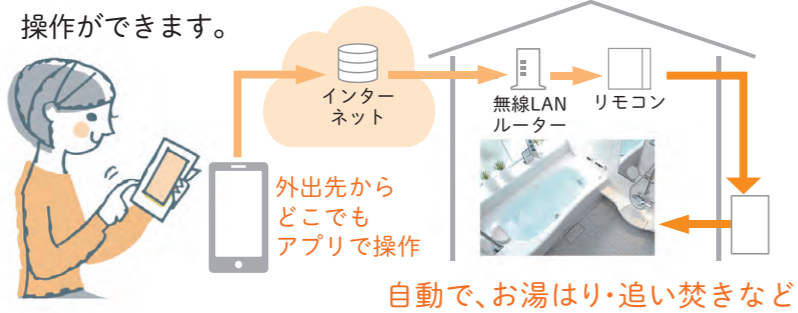 操作ができます。
インター
ネット
無線LAN
ルーター
リモコン
外出先から
どこでも
アプリで操作
自動で、お湯はり・追い焚きなど